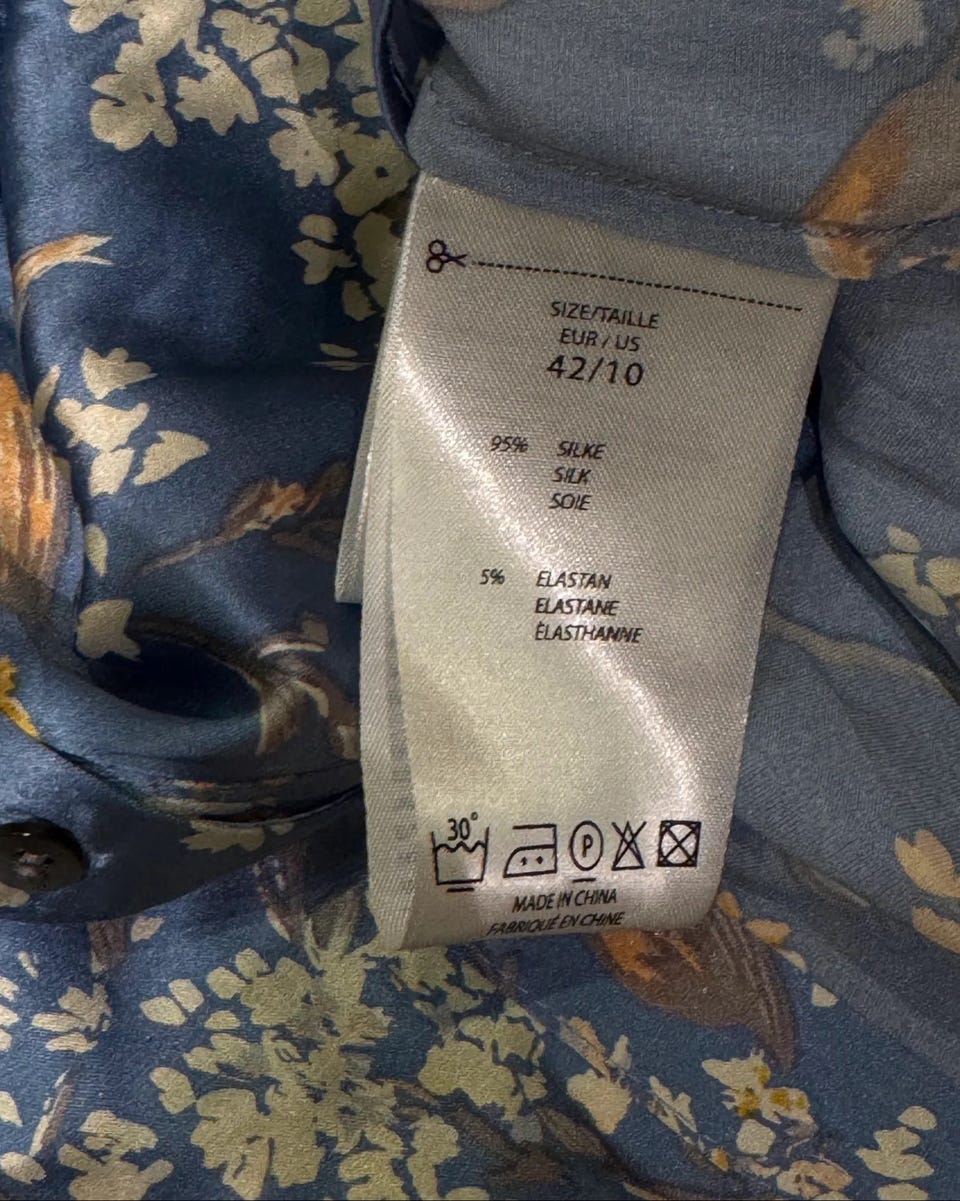 SIZE/TAILLE
EUR / US
42/10
95% SILKE
SILK
SOIE
5% ELASTAN
ELASTANE
ÉLASTHANNE
30°
P
MADE IN CHINA
FABRIQUÉ EN CHINE